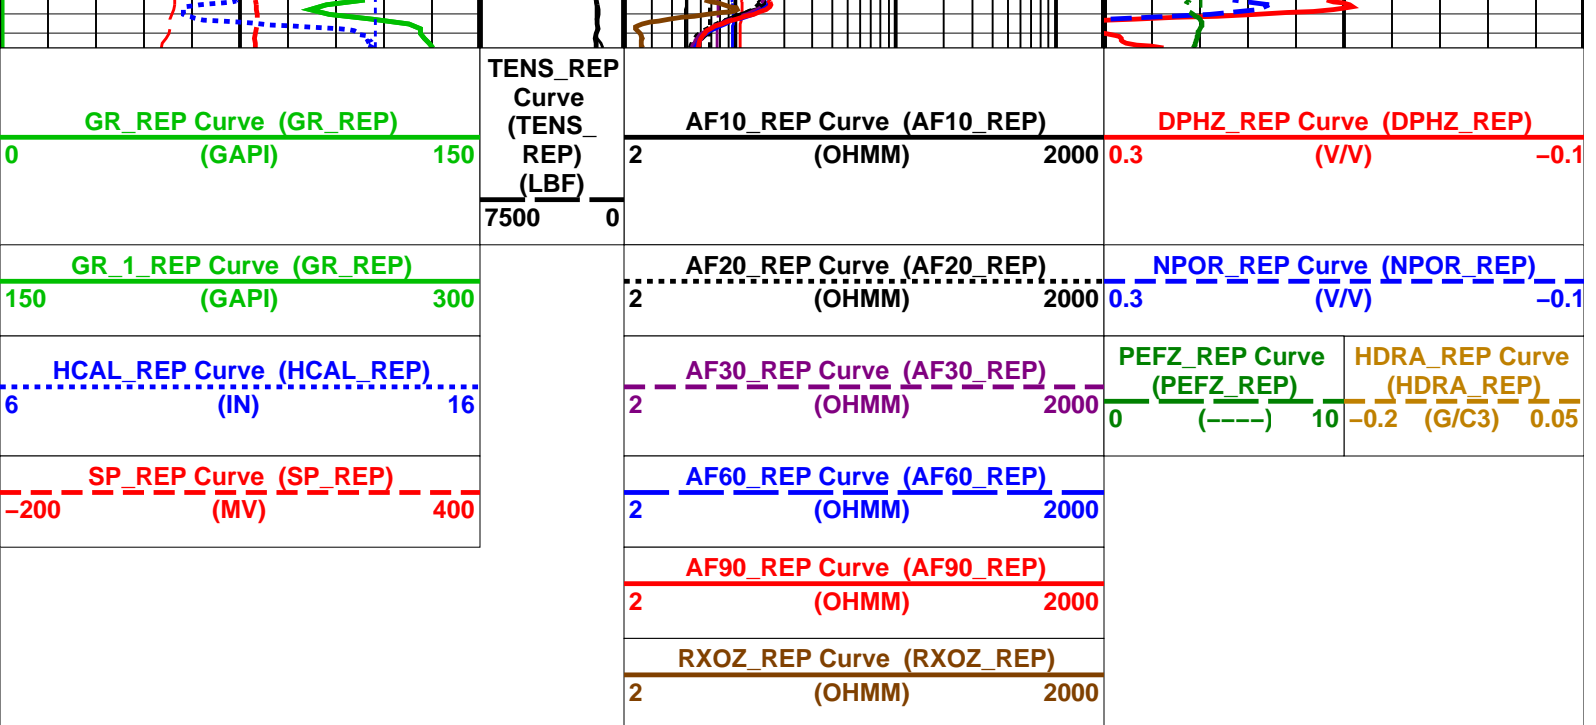 GR_REP Curve (GR_REP)
0 (GAPI) 150
GR_1_REP Curve (GR_REP)
150 (GAPI) 300
HCAL_REP Curve (HCAL_REP)
6 (IN) 16
SP_REP Curve (SP_REP)
−200 (MV) 400
TENS_REP
Curve
(TENS_
REP)
(LBF)
7500 0
AF10_REP Curve (AF10_REP)
2 (OHMM) 2000
AF20_REP Curve (AF20_REP)
2 (OHMM) 2000
AF30_REP Curve (AF30_REP)
2 (OHMM) 2000
AF60_REP Curve (AF60_REP)
2 (OHMM) 2000
AF90_REP Curve (AF90_REP)
2 (OHMM) 2000
RXOZ_REP Curve (RXOZ_REP)
2 (OHMM) 2000
DPHZ_REP Curve (DPHZ_REP)
0.3 (V/V) −0.1
NPOR_REP Curve (NPOR_REP)
0.3 (V/V) −0.1
PEFZ_REP Curve
(PEFZ_REP)
0 (−−−−) 10
HDRA_REP Curve
(HDRA_REP)
−0.2 (G/C3) 0.05